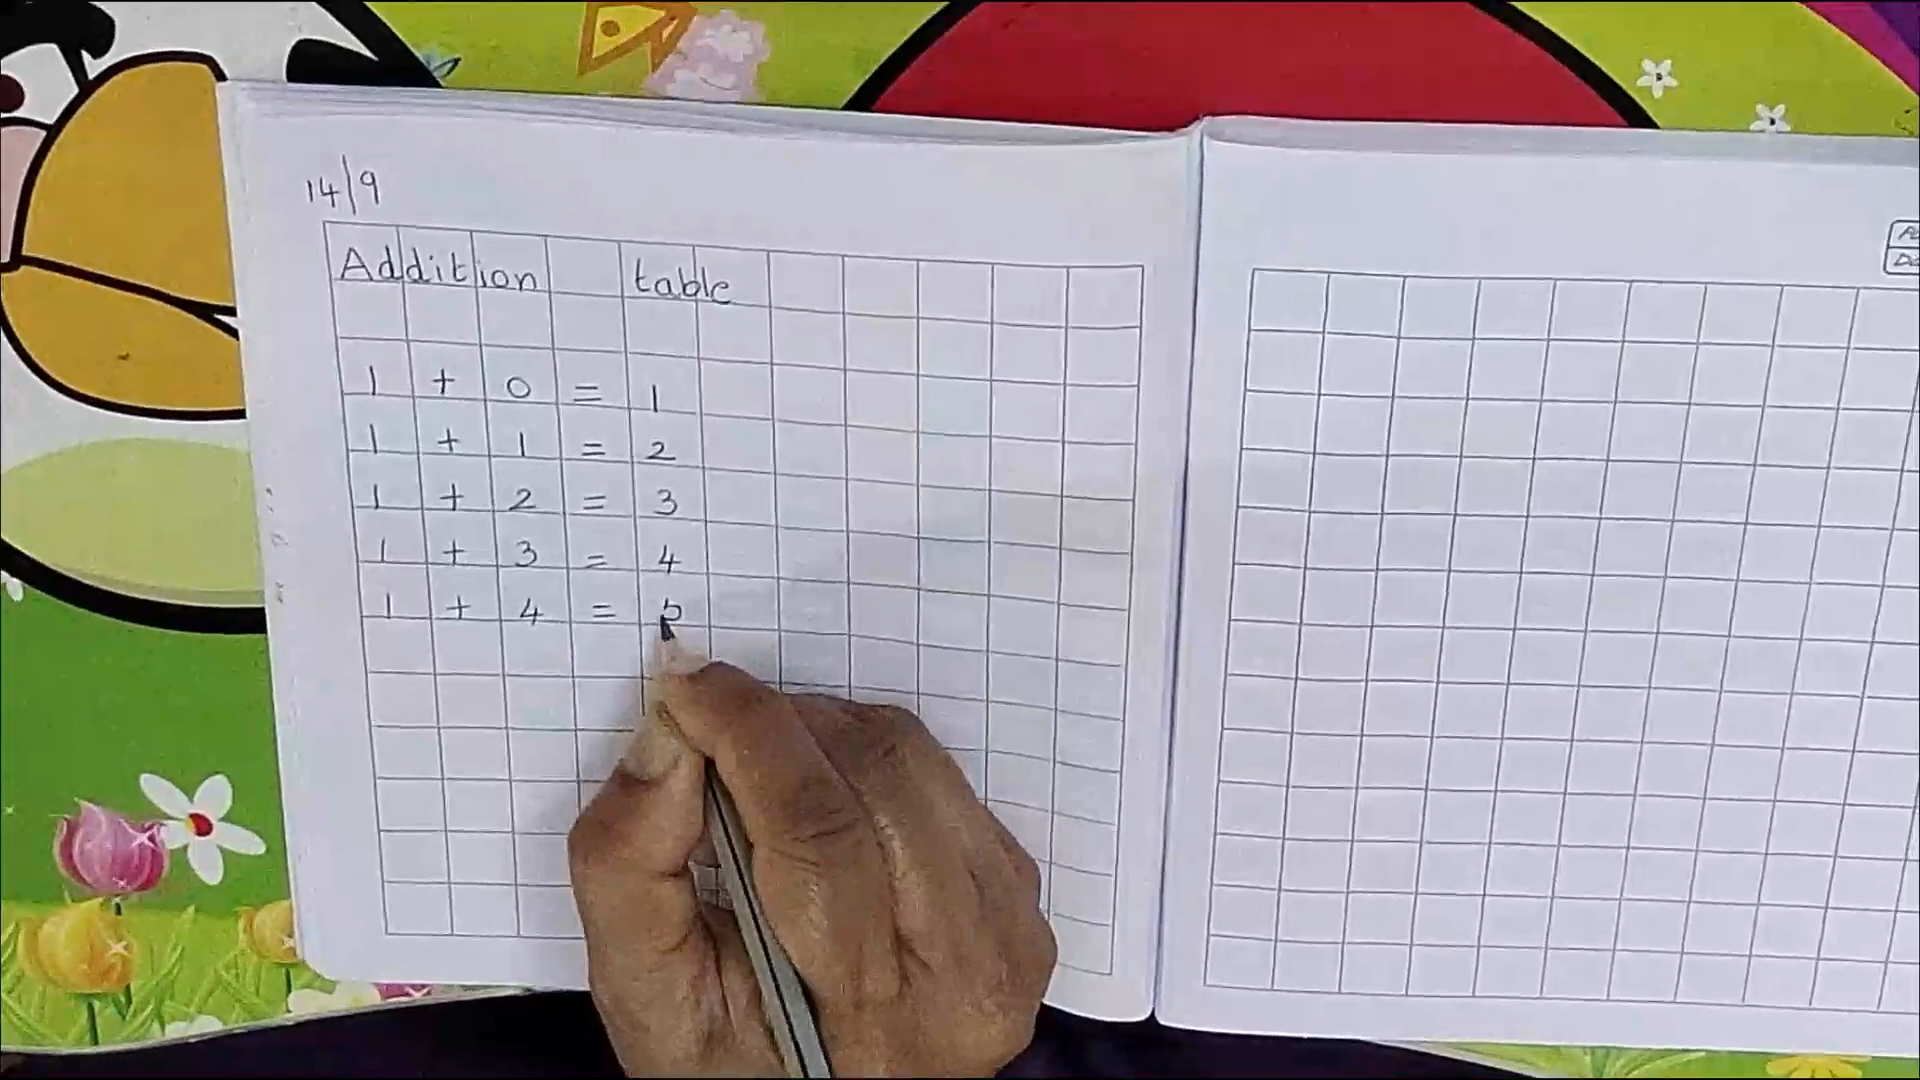 14/9
Addition table
1 + 0 = 1
1 + 1 = 2
1 + 2 = 3
1 + 3 = 4
1 + 4 = 5